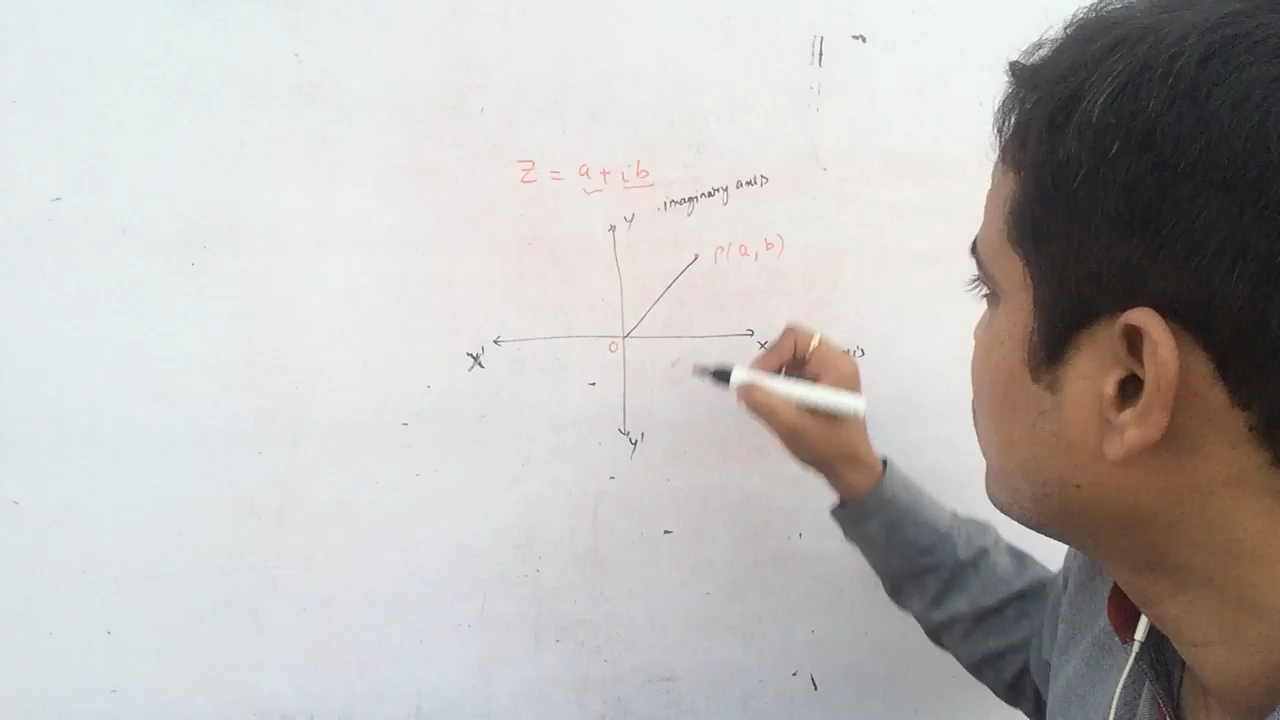 Z = a + ib
imaginary axis
Y
P(a, b)
X'
O
X
Y'